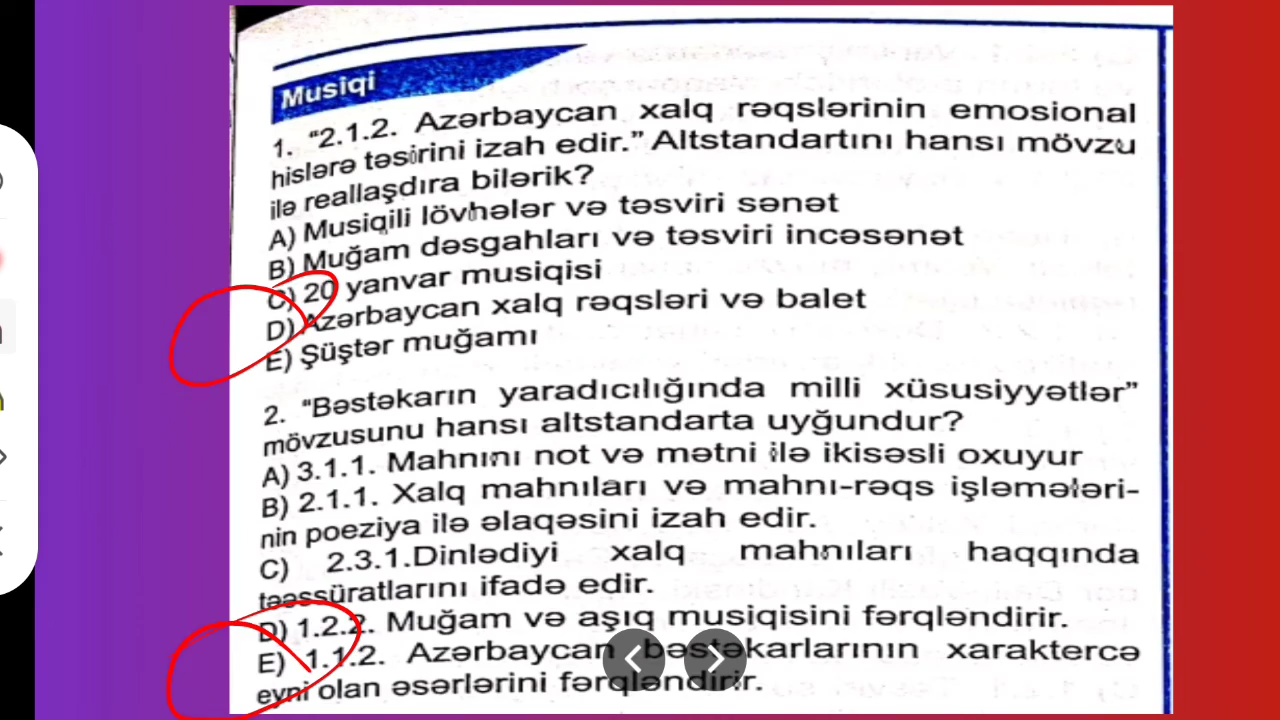 Musiqi
1. “2.1.2. Azərbaycan xalq rəqslərinin emosional
hislərə təsirini izah edir.” Altstandartını hansı mövzu
ilə reallaşdıra bilərik?
A) Musiqili lövhələr və təsviri sənət
B) Muğam dəsgahları və təsviri incəsənət
C) 20 yanvar musiqisi
D) Azərbaycan xalq rəqsləri və balet
E) Şüştər muğamı
2. “Bəstəkarın yaradıcılığında milli xüsusiyyətlər”
mövzusunu hansı altstandarta uyğundur?
A) 3.1.1. Mahnını not və mətni ilə ikisəsli oxuyur
B) 2.1.1. Xalq mahnıları və mahnı-rəqs işləmələri-
nin poeziya ilə əlaqəsini izah edir.
C) 2.3.1.Dinlədiyi xalq mahnıları haqqında
təəssüratlarını ifadə edir.
D) 1.2.2. Muğam və aşıq musiqisini fərqləndirir.
E) 1.1.2. Azərbaycan bəstəkarlarının xaraktercə
eyni olan əsərlərini fərqləndirir.